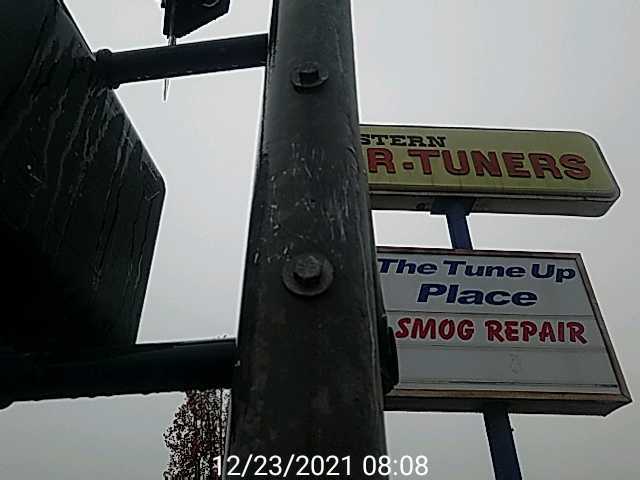 STERN
R-TUNERS
The Tune Up
Place
SMOG REPAIR
12/23/2021 08:08